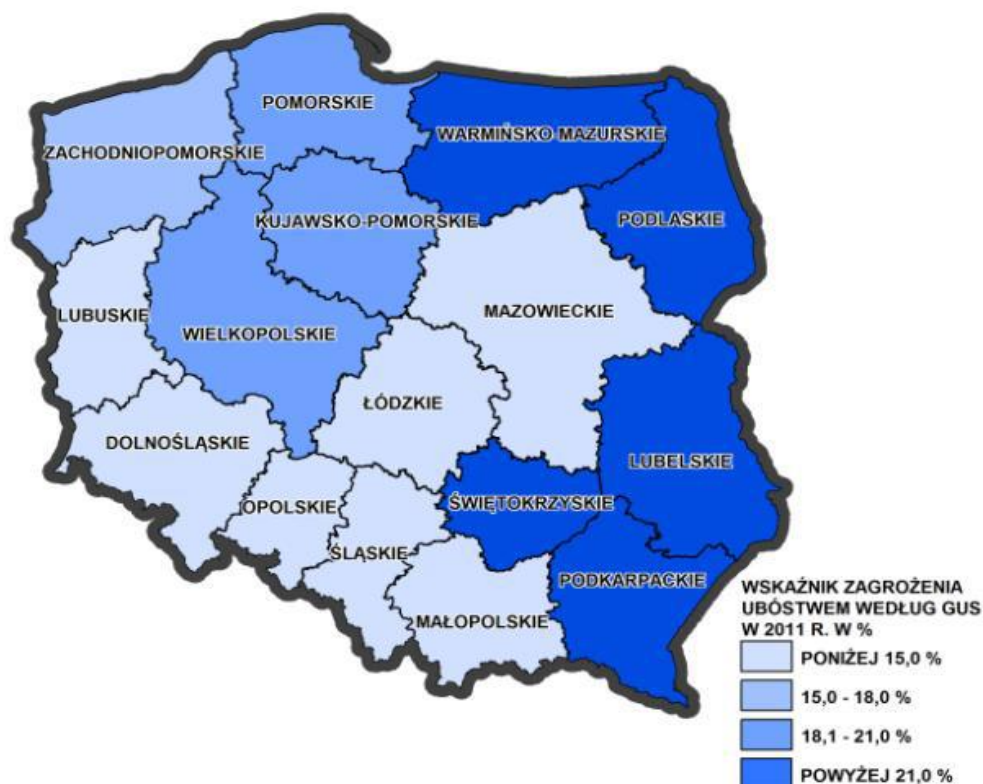 POMORSKIE
WARMIŃSKO-MAZURSKIE
ZACHODNIOPOMORSKIE
KUJAWSKO-POMORSKIE
PODLASKIE
LUBUSKIE
MAZOWIECKIE
WIELKOPOLSKIE
ŁÓDZKIE
DOLNOŚLĄSKIE
LUBELSKIE
OPOLSKIE
ŚWIĘTOKRZYSKIE
ŚLĄSKIE
PODKARPACKIE
MAŁOPOLSKIE
WSKAŹNIK ZAGROŻENIA
UBÓSTWEM WEDŁUG GUS
W 2011 R. W %
PONIŻEJ 15,0 %
15,0 - 18,0 %
18,1 - 21,0 %
POWYŻEJ 21,0 %